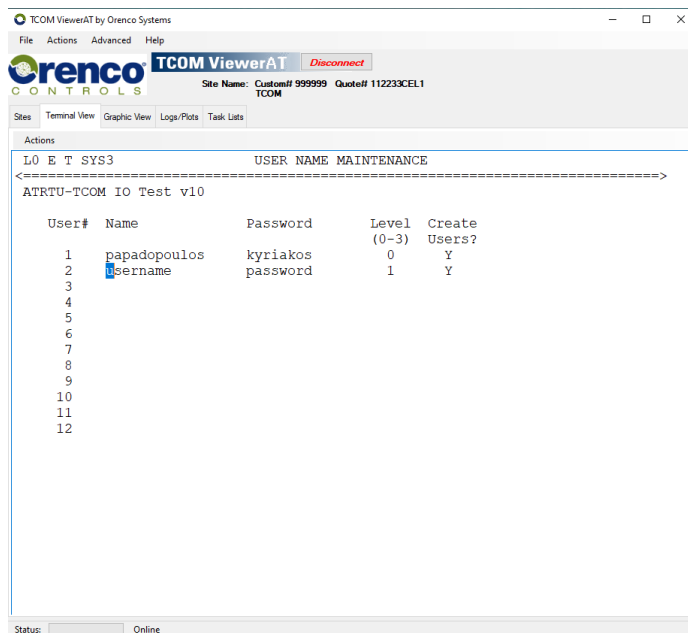 TCOM ViewerAT by Orenco Systems
File Actions Advanced Help
Orenco CONTROLS
TCOM ViewerAT Disconnect
Site Name: Custom# 999999 Quote# 112233CEL1
TCOM
Sites Terminal View Graphic View Logs/Plots Task Lists
Actions
L0 E T SYS3 USER NAME MAINTENANCE
<==============================================================================>
ATRTU-TCOM IO Test v10
User# Name Password Level Create
(0-3) Users?
1 papadopoulos kyriakos 0 Y
2 username password 1 Y
3
4
5
6
7
8
9
10
11
12
Status: Online